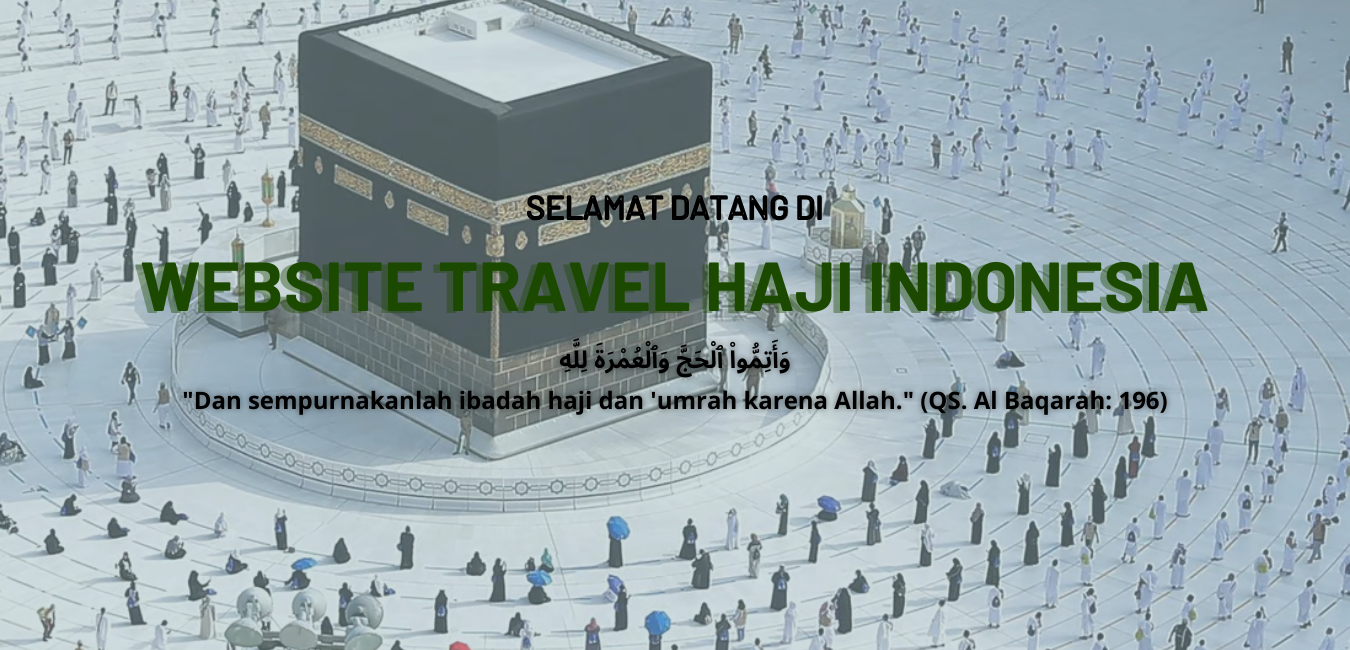 SELAMAT DATANG DI
WEBSITE TRAVEL HAJI INDONESIA
وَأَتِمُّوا۟ ٱلْحَجَّ وَٱلْعُمْرَةَ لِلَّهِ
"Dan sempurnakanlah ibadah haji dan 'umrah karena Allah." (QS. Al Baqarah: 196)